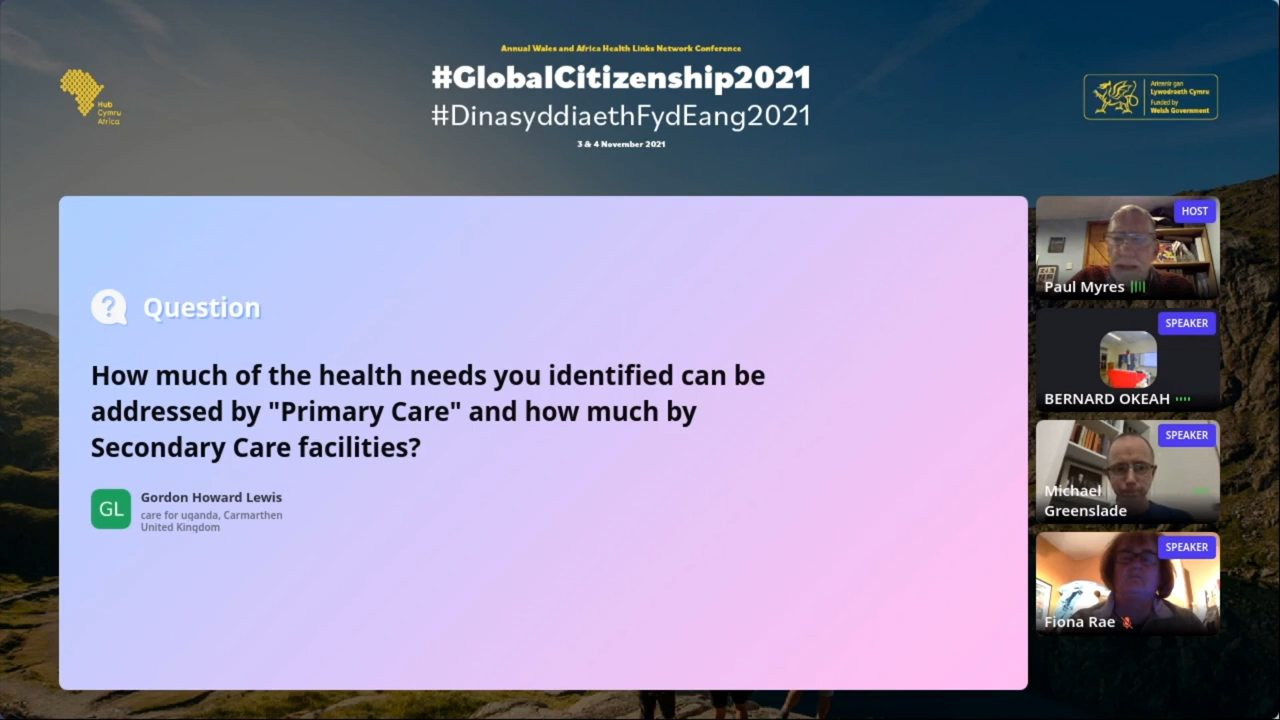 Annual Wales and Africa Health Links Network Conference
#GlobalCitizenship2021
#DinasyddiaethFydEang2021
3 & 4 November 2021
Hub
Cymru
Africa
Ariennir gan
Lywodraeth Cymru
Funded by
Welsh Government
? Question
How much of the health needs you identified can be
addressed by "Primary Care" and how much by
Secondary Care facilities?
GL
Gordon Howard Lewis
care for uganda, Carmarthen
United Kingdom
HOST
Paul Myres
SPEAKER
BERNARD OKEAH
SPEAKER
Michael
Greenslade
SPEAKER
Fiona Rae